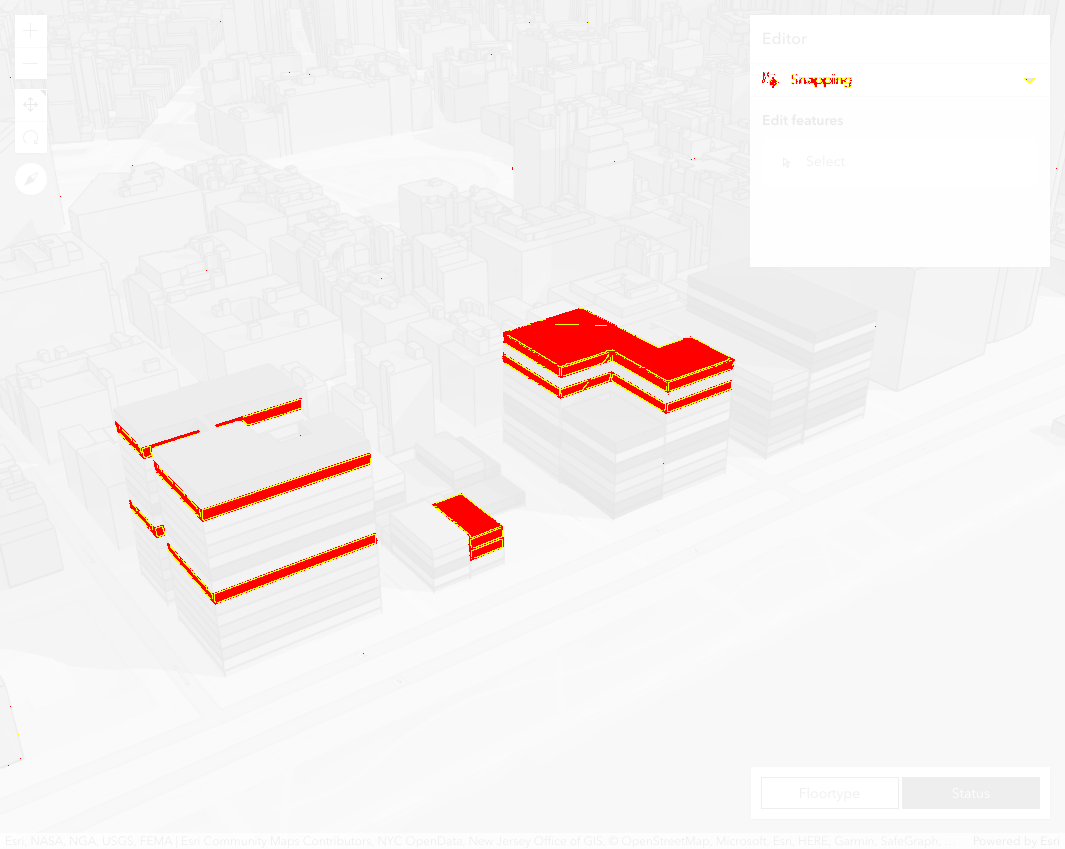 Editor
Snapping
Edit features
Select
Floortype Status
Esri, NASA, NGA, USGS, FEMA | Esri Community Maps Contributors, NYC OpenData, New Jersey Office of GIS, © OpenStreetMap, Microsoft, Esri, HERE, Garmin, SafeGraph, Powered by Esri